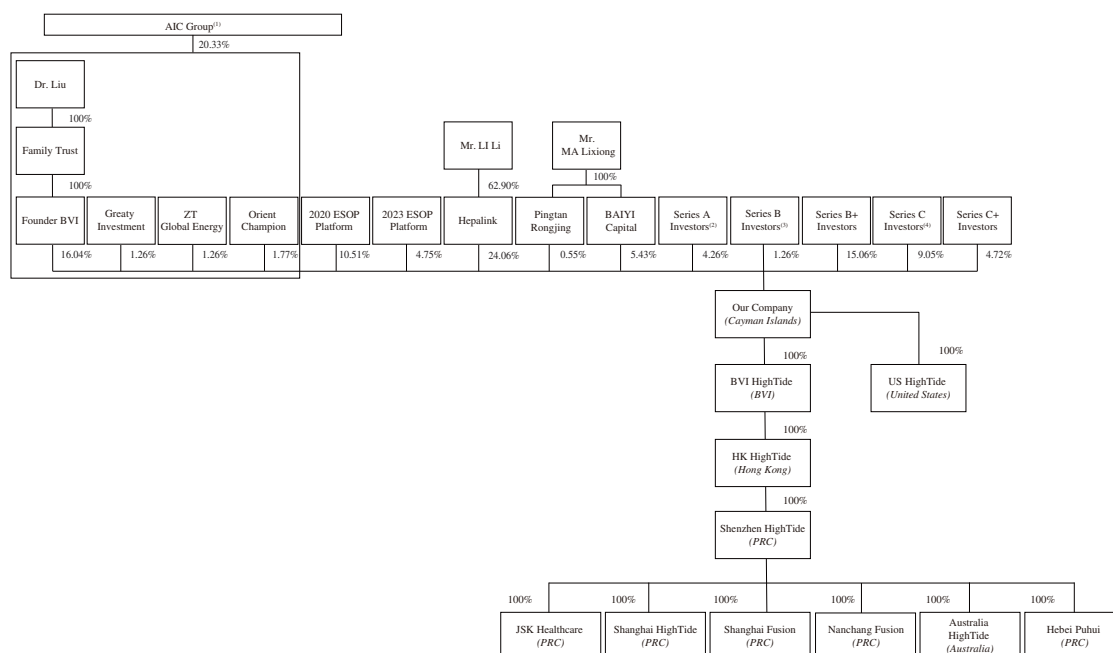 AIC Group(1)
20.33%
Dr. Liu
100%
Family Trust
Mr. LI Li
Mr.
MA Lixiong
100%
62.90%
100%
Founder BVI
Greaty
Investment
ZT
Global Energy
Orient
Champion
2020 ESOP
Platform
2023 ESOP
Platform
Hepalink
Pingtan
Rongjing
BAIYI
Capital
Series A
Investors(2)
Series B
Investors(3)
Series B+
Investors
Series C
Investors(4)
Series C+
Investors
16.04%
1.26%
1.26%
1.77%
10.51%
4.75%
24.06%
0.55%
5.43%
4.26%
1.26%
15.06%
9.05%
4.72%
Our Company
(Cayman Islands)
100%
100%
BVI HighTide
(BVI)
US HighTide
(United States)
100%
HK HighTide
(Hong Kong)
100%
Shenzhen HighTide
(PRC)
100%
100%
100%
100%
100%
100%
JSK Healthcare
(PRC)
Shanghai HighTide
(PRC)
Shanghai Fusion
(PRC)
Nanchang Fusion
(PRC)
Australia
HighTide
(Australia)
Hebei Puhui
(PRC)